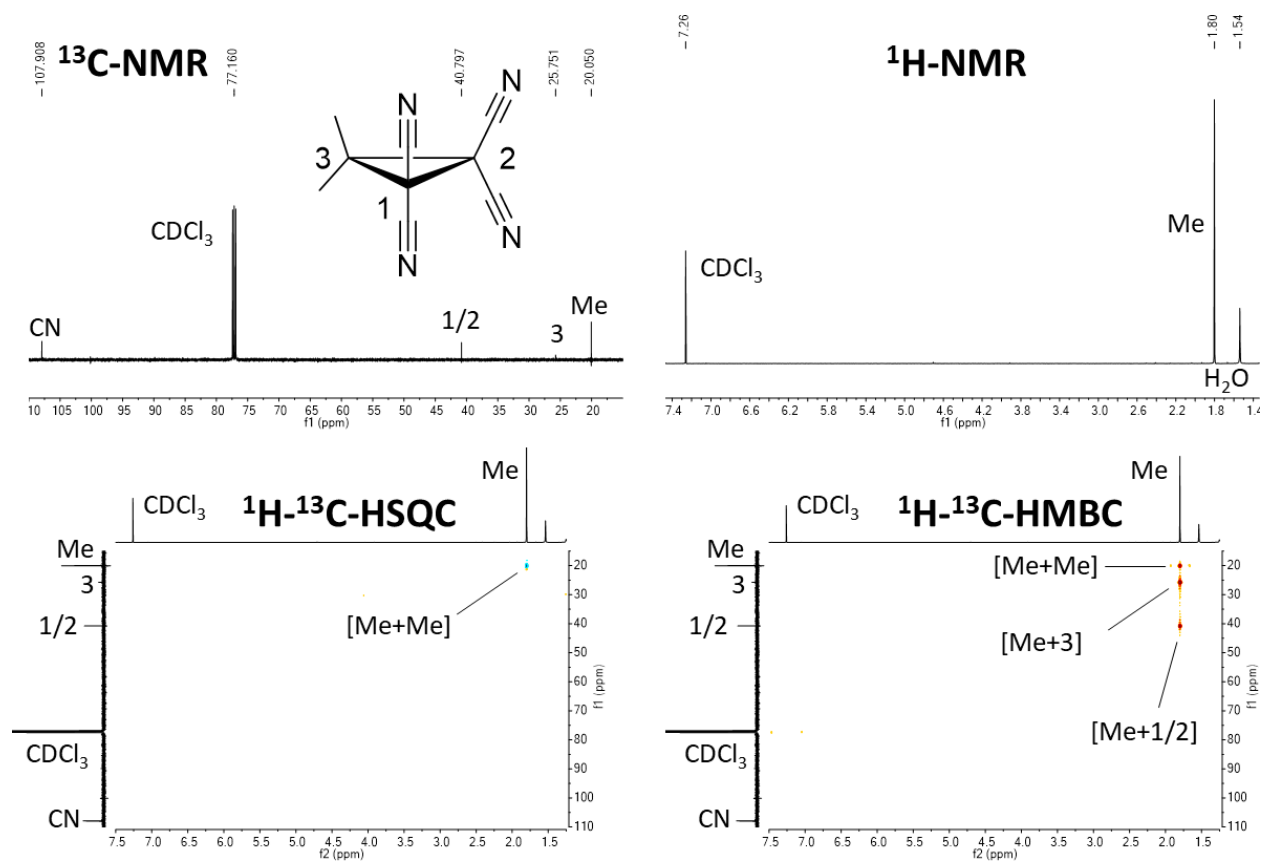 107.908
77.160
40.797
25.751
20.050
¹³C-NMR
N
N
3
2
1
N
N
CDCl₃
CN
1/2
3
Me
10 105 100 95 90 85 80 75 70 65 60 55 50 45 40 35 30 25 20
f1 (ppm)
7.26
1.80
1.54
¹H-NMR
Me
CDCl₃
H₂O
7.4 7.0 6.6 6.2 5.8 5.4 5.0 4.6 4.2 3.8 3.4 3.0 2.6 2.2 1.8 1.4
f1 (ppm)
Me
CDCl₃
¹H-¹³C-HSQC
Me
3
1/2
[Me+Me]
CDCl₃
CN
20
30
40
50
60
70
80
90
100
110
f1 (ppm)
7.5 7.0 6.5 6.0 5.5 5.0 4.5 4.0 3.5 3.0 2.5 2.0 1.5
f2 (ppm)
Me
CDCl₃
¹H-¹³C-HMBC
Me
3
1/2
[Me+Me]
[Me+3]
[Me+1/2]
CDCl₃
CN
20
30
40
50
60
70
80
90
100
110
f1 (ppm)
7.5 7.0 6.5 6.0 5.5 5.0 4.5 4.0 3.5 3.0 2.5 2.0 1.5
f2 (ppm)